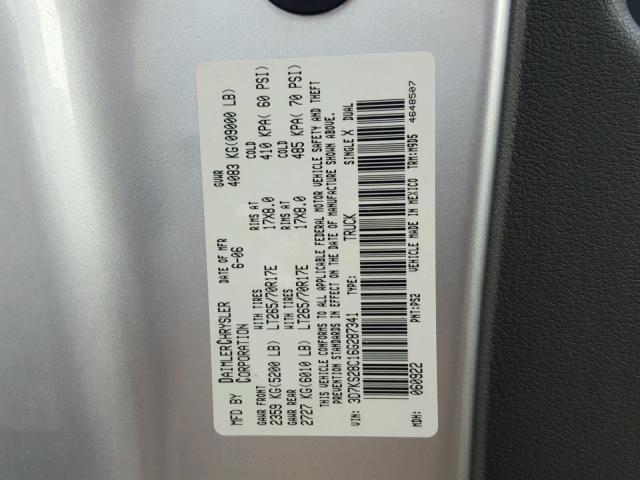 MFD BY DAIMLERCHRYSLER CORPORATION
DATE OF MFR 6-06
GVWR 4083 KG(09000 LB)
GAWR FRONT WITH TIRES RIMS AT COLD
2359 KG(5200 LB) LT265/70R17E 17X8.0 410 KPA( 60 PSI)
GAWR REAR WITH TIRES RIMS AT COLD
2727 KG(6010 LB) LT265/70R17E 17X8.0 485 KPA( 70 PSI)
THIS VEHICLE CONFORMS TO ALL APPLICABLE FEDERAL MOTOR VEHICLE SAFETY AND THEFT
PREVENTION STANDARDS IN EFFECT ON THE DATE OF MANUFACTURE SHOWN ABOVE.
VIN: 3D7KS28C16G287341 TYPE: TRUCK SINGLE X DUAL
MDH: 060922 PNT:PS2 VEHICLE MADE IN MEXICO TRM:M9D5
4648507